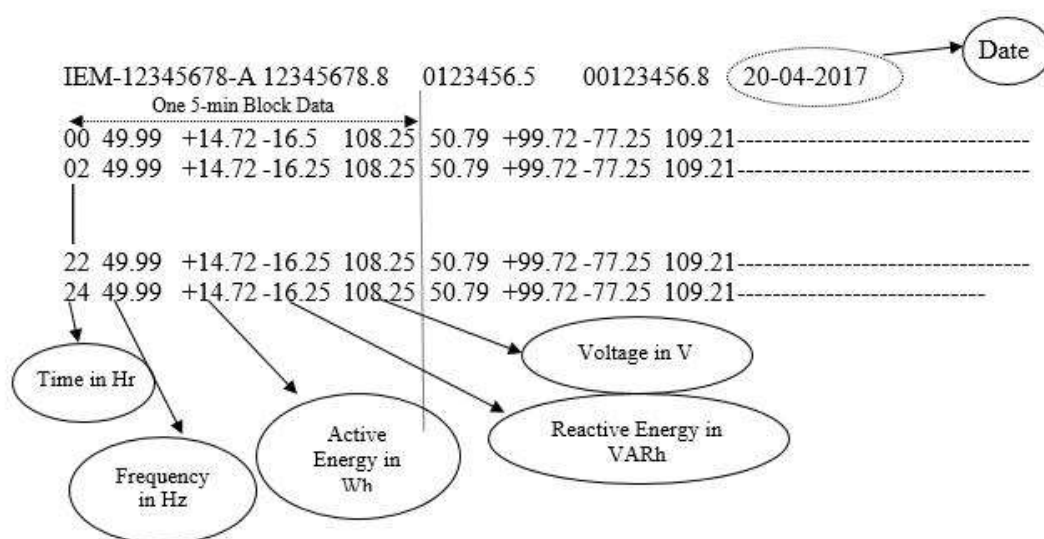 Date
IEM-12345678-A 12345678.8 0123456.5 00123456.8 20-04-2017
One 5-min Block Data
00 49.99 +14.72 -16.5 108.25 50.79 +99.72 -77.25 109.21------------------------------
02 49.99 +14.72 -16.25 108.25 50.79 +99.72 -77.25 109.21------------------------------
22 49.99 +14.72 -16.25 108.25 50.79 +99.72 -77.25 109.21------------------------------
24 49.99 +14.72 -16.25 108.25 50.79 +99.72 -77.25 109.21-------------------------
Voltage in V
Time in Hr
Active
Energy in
Wh
Reactive Energy in
VARh
Frequency
in Hz